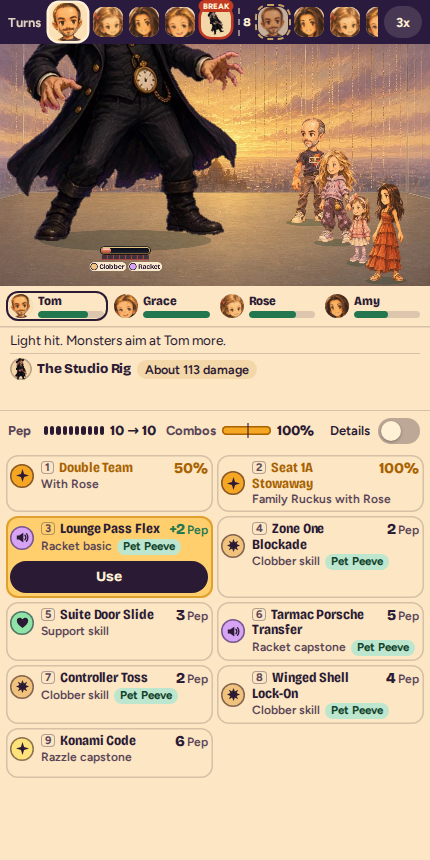 Turns
BREAK
8
3x
Clobber Racket
Tom
Grace
Rose
Amy
Light hit. Monsters aim at Tom more.
The Studio Rig About 113 damage
Pep 10 → 10 Combos 100% Details
1 Double Team 50%
With Rose
2 Seat 1A Stowaway 100%
Family Ruckus with Rose
3 Lounge Pass Flex +2 Pep
Racket basic Pet Peeve
Use
4 Zone One Blockade 2 Pep
Clobber skill Pet Peeve
5 Suite Door Slide 3 Pep
Support skill
6 Tarmac Porsche Transfer 5 Pep
Racket capstone Pet Peeve
7 Controller Toss 2 Pep
Clobber skill Pet Peeve
8 Winged Shell Lock-On 4 Pep
Clobber skill Pet Peeve
9 Konami Code 6 Pep
Razzle capstone